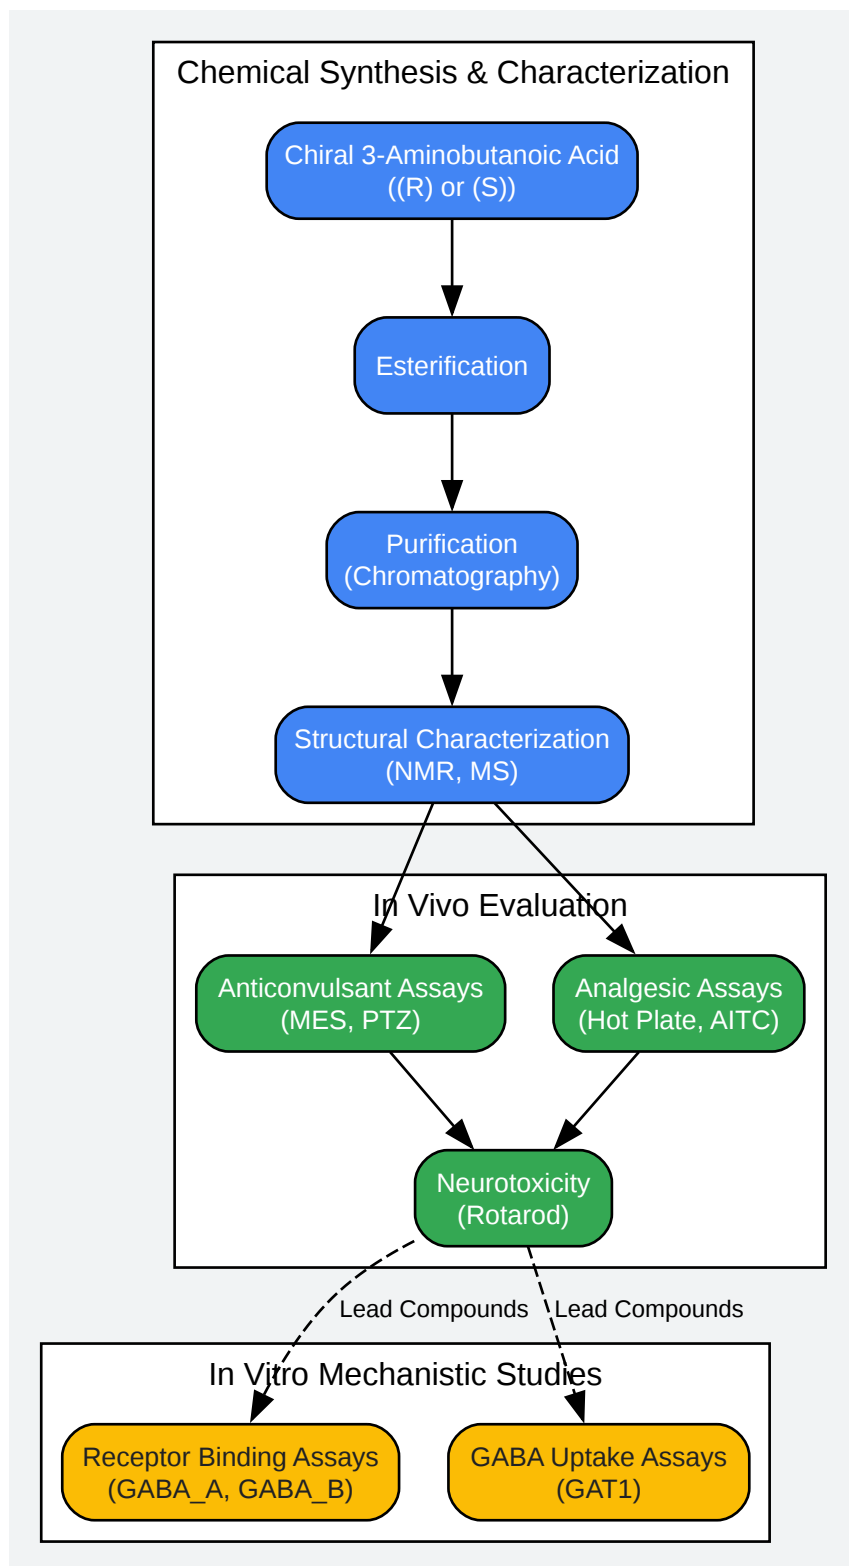 Chemical Synthesis & Characterization
Chiral 3-Aminobutanoic Acid
((R) or (S))
Esterification
Purification
(Chromatography)
Structural Characterization
(NMR, MS)
In Vivo Evaluation
Anticonvulsant Assays
(MES, PTZ)
Analgesic Assays
(Hot Plate, AITC)
Neurotoxicity
(Rotarod)
Lead Compounds
Lead Compounds
In Vitro Mechanistic Studies
Receptor Binding Assays
(GABA_A, GABA_B)
GABA Uptake Assays
(GAT1)